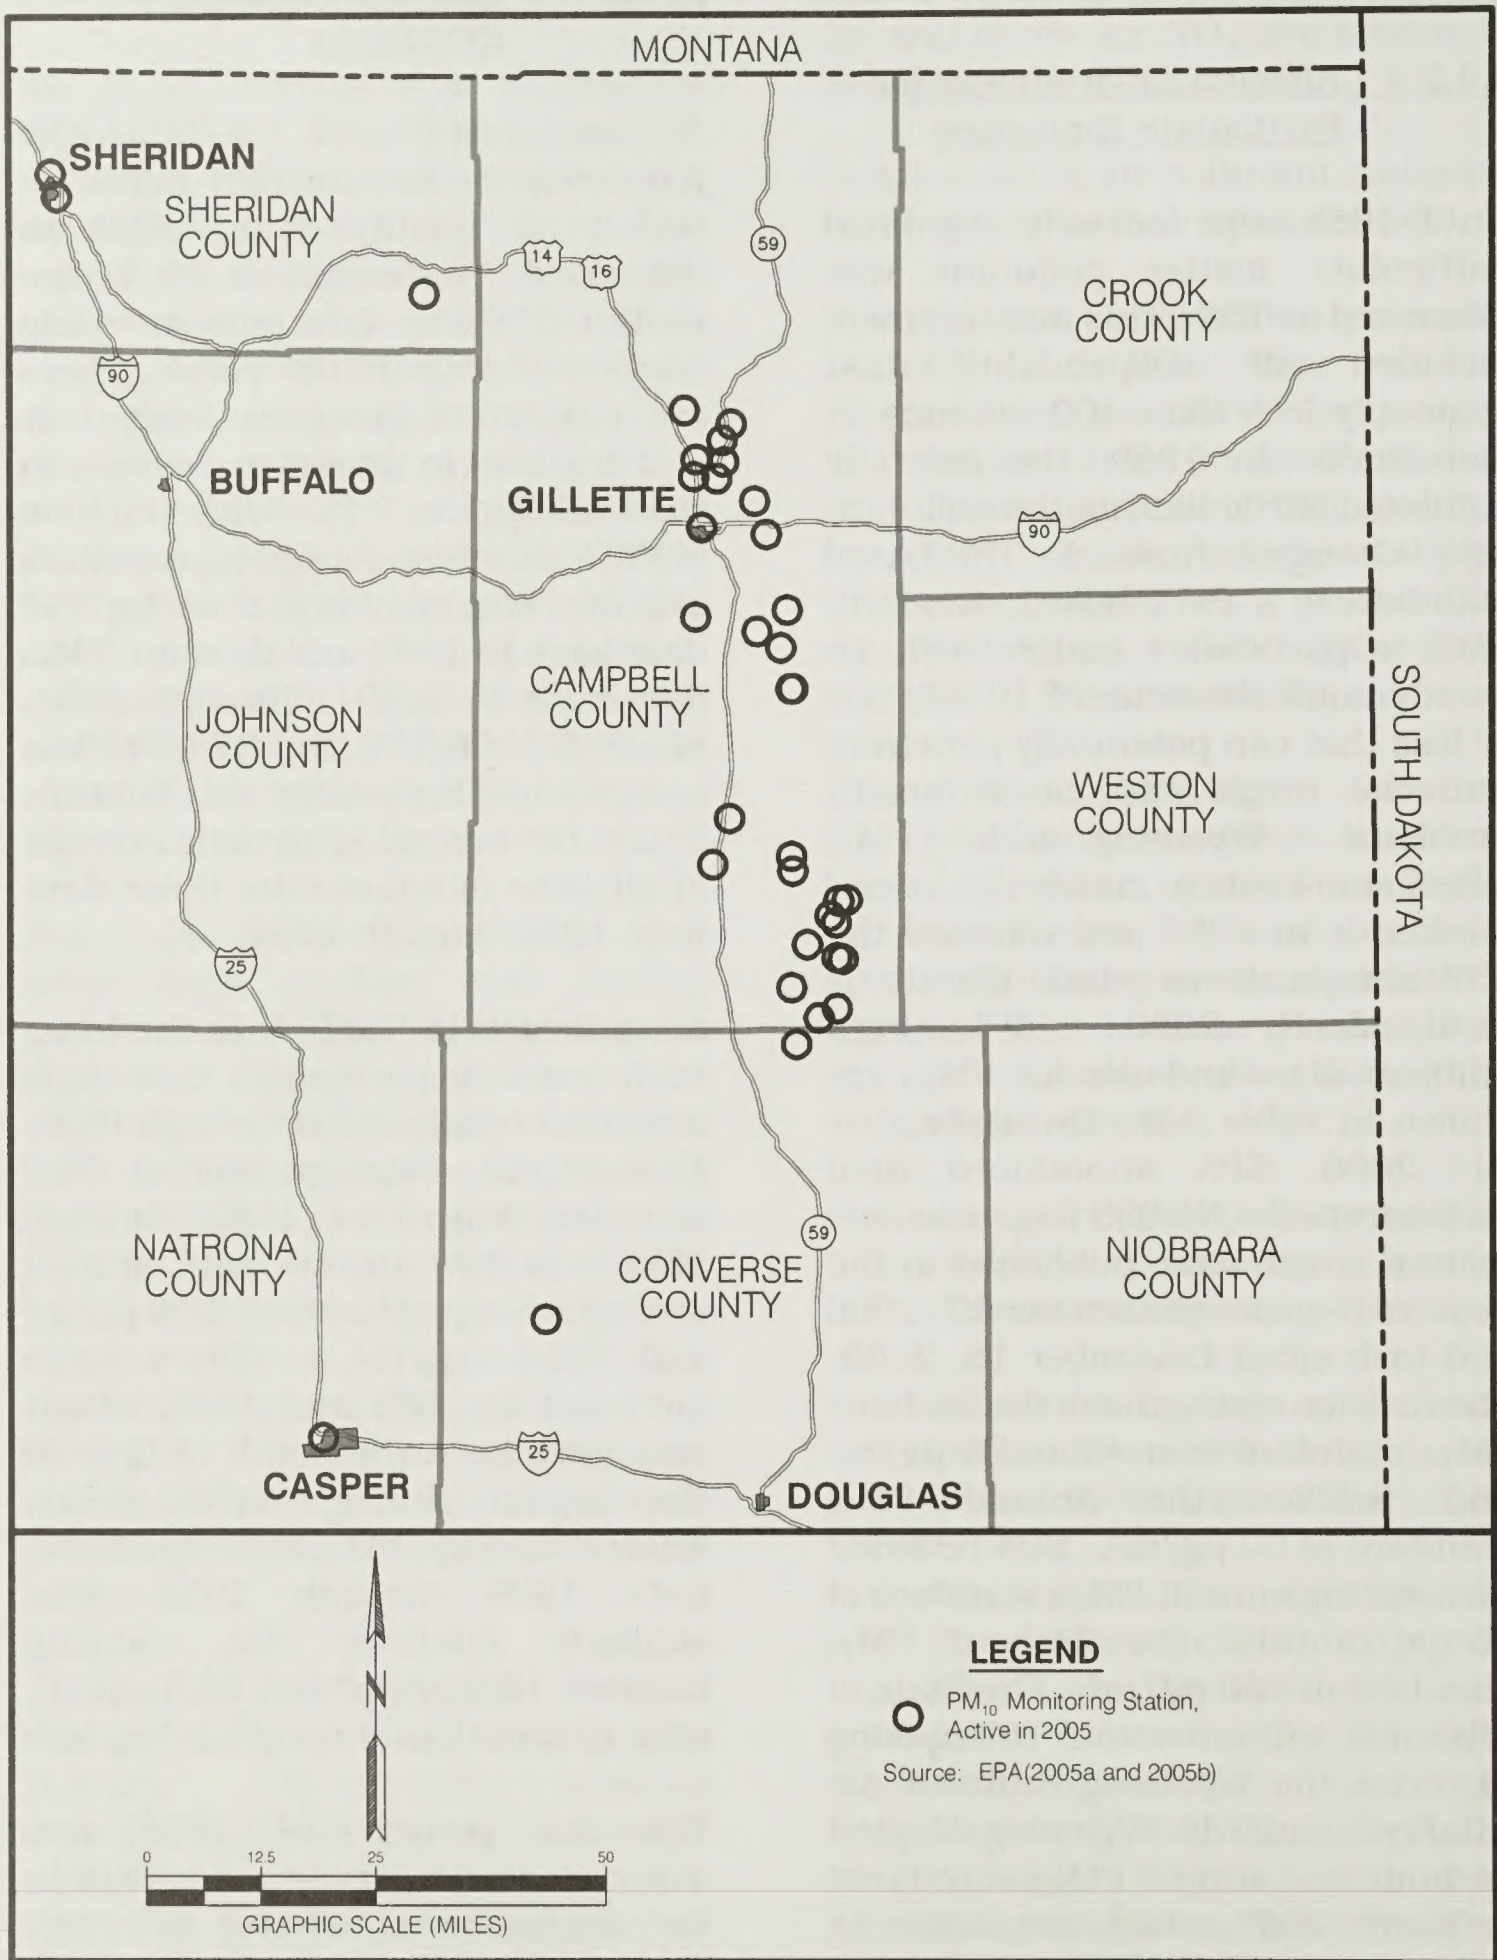 MONTANA
SHERIDAN
SHERIDAN
COUNTY
14
16
59
CROOK
COUNTY
90
BUFFALO
GILLETTE
90
CAMPBELL
COUNTY
JOHNSON
COUNTY
SOUTH DAKOTA
WESTON
COUNTY
25
59
NATRONA
COUNTY
CONVERSE
COUNTY
NIOBRARA
COUNTY
25
CASPER
DOUGLAS
N
LEGEND
PM₁₀ Monitoring Station,
Active in 2005
Source: EPA(2005a and 2005b)
0 12.5 25 50
GRAPHIC SCALE (MILES)